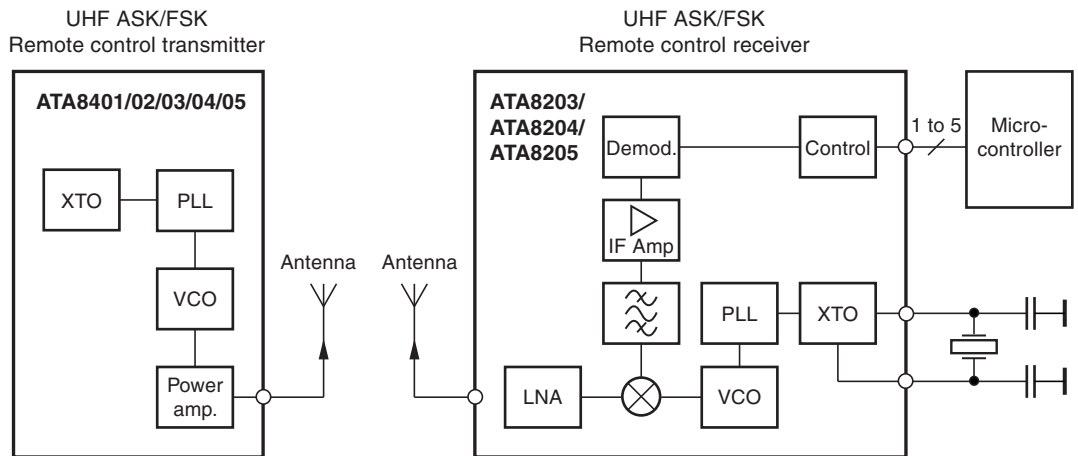 UHF ASK/FSK
Remote control transmitter
UHF ASK/FSK
Remote control receiver
ATA8401/02/03/04/05
XTO
PLL
VCO
Power
amp.
Antenna
Antenna
ATA8203/
ATA8204/
ATA8205
Demod.
Control
1 to 5
Micro-
controller
IF Amp
PLL
XTO
LNA
VCO